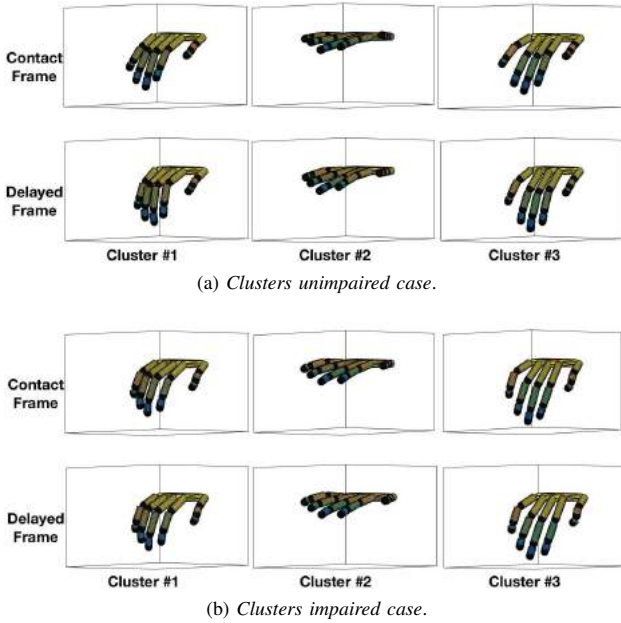 Contact
Frame
Delayed
Frame
Cluster #1 Cluster #2 Cluster #3
(a) Clusters unimpaired case.
Contact
Frame
Delayed
Frame
Cluster #1 Cluster #2 Cluster #3
(b) Clusters impaired case.